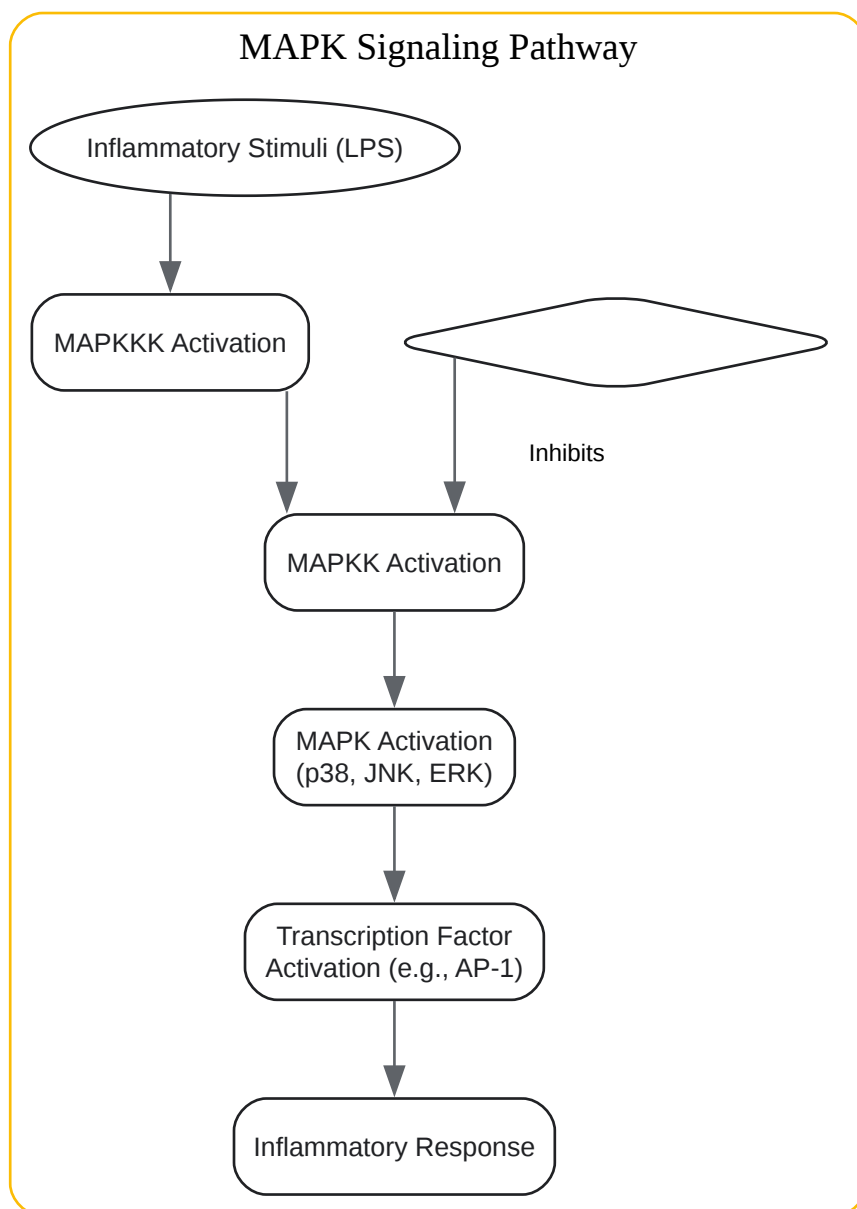 MAPK Signaling Pathway
Inflammatory Stimuli (LPS)
MAPKKK Activation
Inhibits
MAPKK Activation
MAPK Activation
(p38, JNK, ERK)
Transcription Factor
Activation (e.g., AP-1)
Inflammatory Response